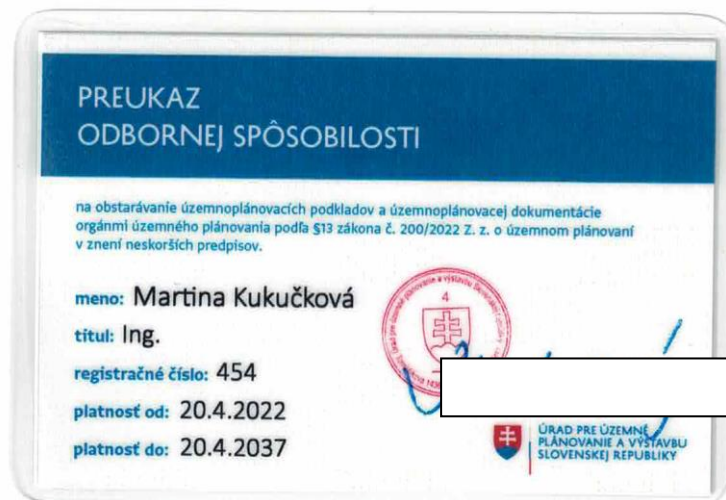 PREUKAZ
ODBORNEJ SPÔSOBILOSTI
na obstarávanie územnoplánovacích podkladov a územnoplánovacej dokumentácie
orgánmi územného plánovania podľa §13 zákona č. 200/2022 Z. z. o územnom plánovaní
v znení neskorších predpisov.
meno: Martina Kukučková
titul: Ing.
registračné číslo: 454
platnosť od: 20.4.2022
platnosť do: 20.4.2037
4
ÚRAD PRE ÚZEMNÉ
PLÁNOVANIE A VÝSTAVBU
SLOVENSKEJ REPUBLIKY